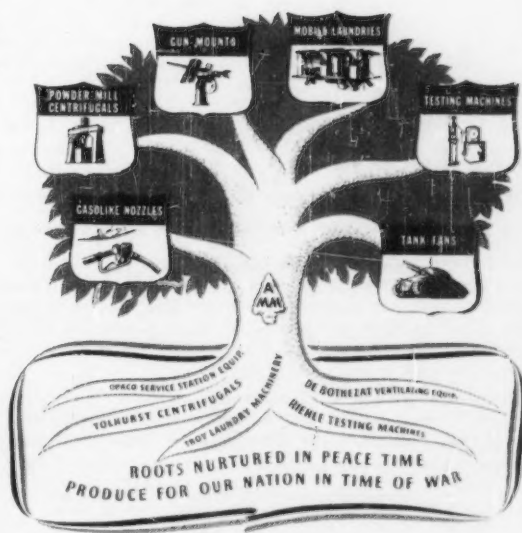 GUN MOUNTS
MOBILE LAUNDRIES
POWDER MILL
CENTRIFUGALS
TESTING MACHINES
GASOLINE NOZZLES
TANK FANS
A
MM
OPACO SERVICE STATION EQUIP.
TOLHURST CENTRIFUGALS
TROY LAUNDRY MACHINERY
DE BOTHEZAT VENTILATING EQUIP.
RIEHLE TESTING MACHINES
ROOTS NURTURED IN PEACE TIME
PRODUCE FOR OUR NATION IN TIME OF WAR